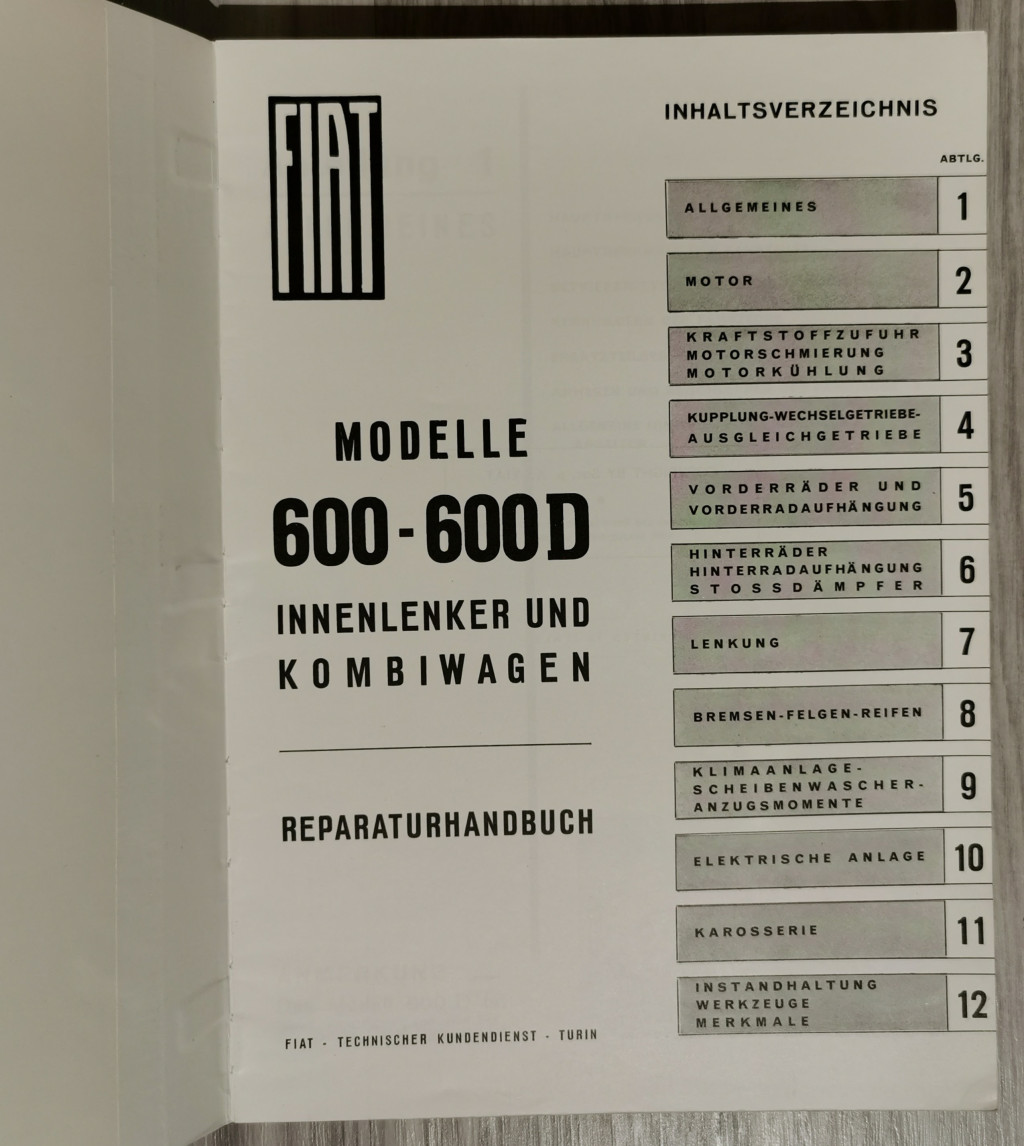 FIAT
MODELLE
600-600D
INNENLENKER UND
KOMBIWAGEN
REPARATURHANDBUCH
FIAT - TECHNISCHER KUNDENDIENST - TURIN
INHALTSVERZEICHNIS
ABTLG.
ALLGEMEINES 1
MOTOR 2
KRAFTSTOFFZUFUHR
MOTORSCHMIERUNG 3
MOTORKÜHLUNG
KUPPLUNG-WECHSELGETRIEBE-
AUSGLEICHGETRIEBE 4
VORDERRÄDER UND
VORDERRADAUFHÄNGUNG 5
HINTERRÄDER
HINTERRADAUFHÄNGUNG 6
STOSSDÄMPFER
LENKUNG 7
BREMSEN-FELGEN-REIFEN 8
KLIMAANLAGE-
SCHEIBENWASCHER- 9
ANZUGSMOMENTE
ELEKTRISCHE ANLAGE 10
KAROSSERIE 11
INSTANDHALTUNG
WERKZEUGE 12
MERKMALE